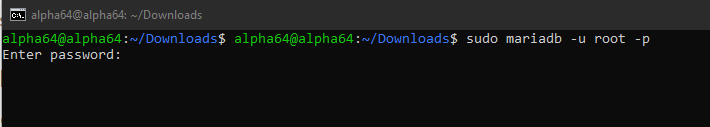 alpha64@alpha64: ~/Downloads
alpha64@alpha64:~/Downloads$ alpha64@alpha64:~/Downloads$ sudo mariadb -u root -p
Enter password: